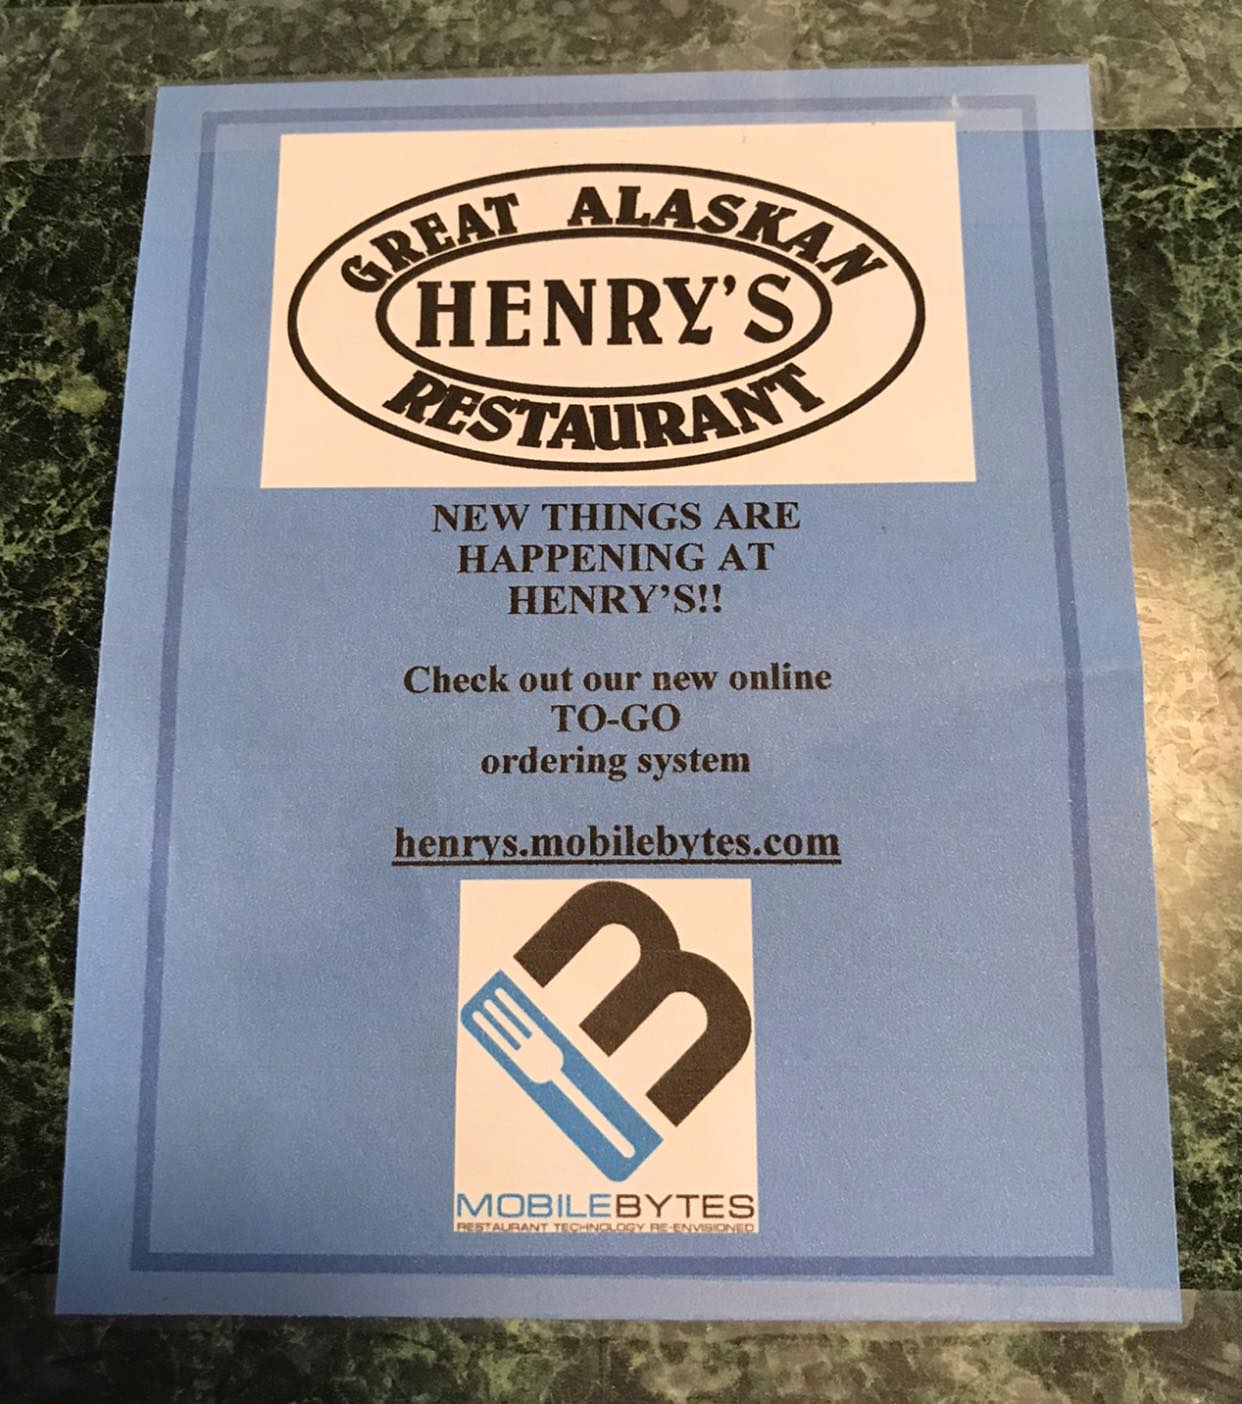 GREAT ALASKAN
HENRY'S
RESTAURANT
NEW THINGS ARE
HAPPENING AT
HENRY'S!!
Check out our new online
TO-GO
ordering system
henrys.mobilebytes.com
MOBILEBYTES
RESTAURANT TECHNOLOGY RE-ENVISIONED